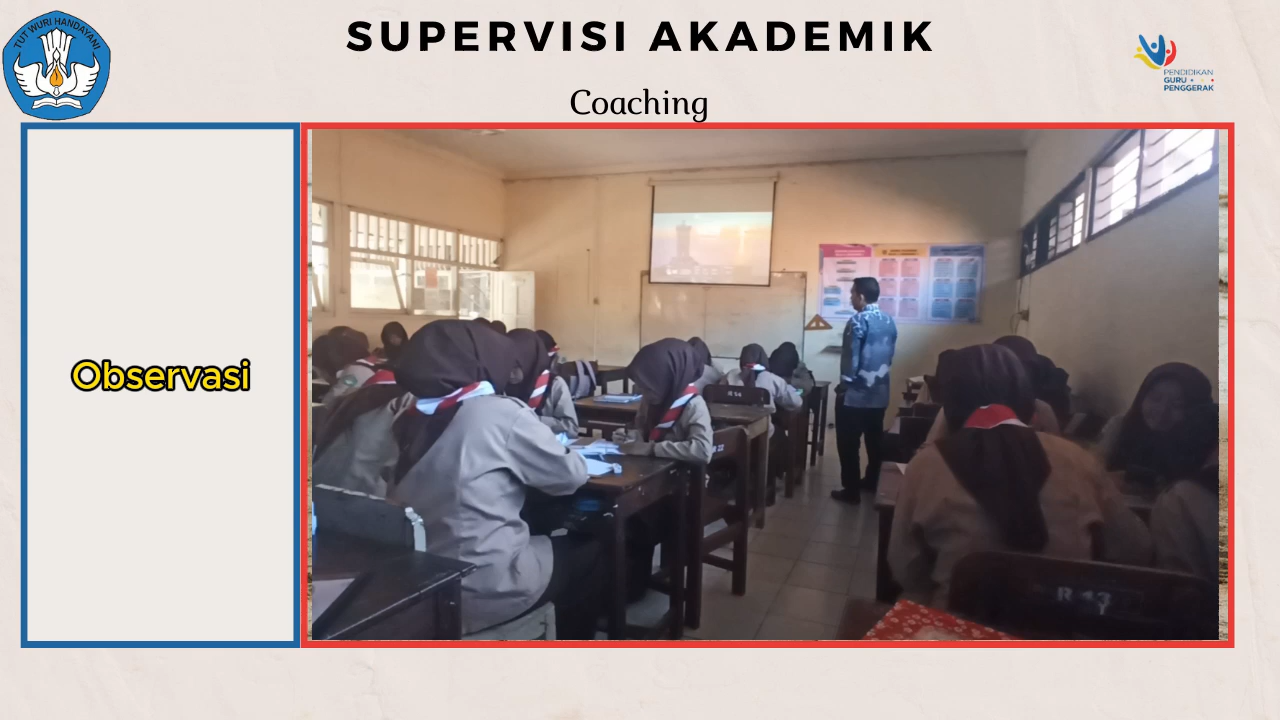 TUT WURI HANDAYANI
SUPERVISI AKADEMIK
Coaching
PENDIDIKAN
GURU
PENGGERAK
Observasi